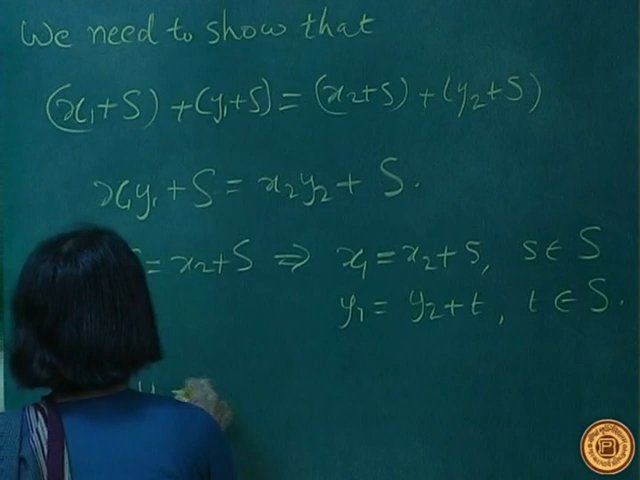 We need to show that
(x₁+S) + (y₁+S) = (x₂+S) + (y₂+S)
x₁y₁ + S = x₂y₂ + S.
= x₂+S ⇒ x₁ = x₂+s, s ∈ S
y₁ = y₂+t, t ∈ S.